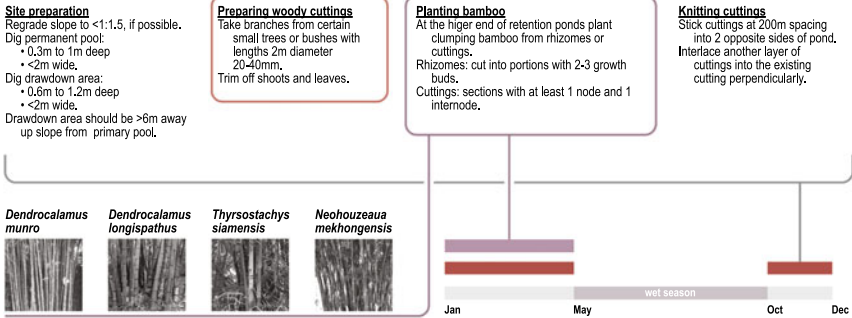 Site preparation
Regrade slope to <1:1.5, if possible.
Dig permanent pool:
• 0.3m to 1m deep
• <2m wide.
Dig drawdown area:
• 0.6m to 1.2m deep
• <2m wide.
Drawdown area should be >6m away
up slope from primary pool.
Preparing woody cuttings
Take branches from certain
small trees or bushes with
lengths 2m diameter
20-40mm.
Trim off shoots and leaves.
Planting bamboo
At the higer end of retention ponds plant
clumping bamboo from rhizomes or
cuttings.
Rhizomes: cut into portions with 2-3 growth
buds.
Cuttings: sections with at least 1 node and 1
internode.
Knitting cuttings
Stick cuttings at 200m spacing
into 2 opposite sides of pond.
Interlace another layer of
cuttings into the existing
cutting perpendicularly.
Dendrocalamus
munro
Dendrocalamus
longispathus
Thyrsostachys
siamensis
Neohouzeaua
mekhongensis
wet season
Jan May Oct Dec